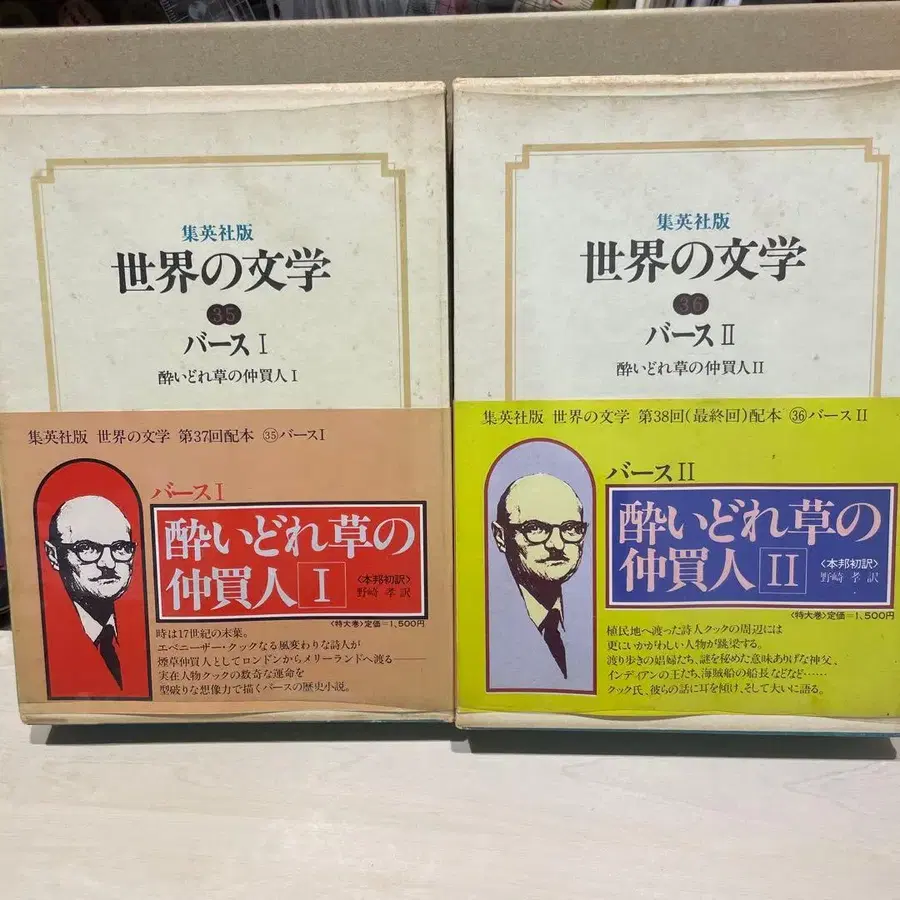 集英社版
世界の文学
35
バースI
酔いどれ草の仲買人I
集英社版 世界の文学 第37回配本 ㉟バースI
バースI
酔いどれ草の
仲買人 I
〈本邦初訳〉
野崎 孝 訳
〈特大巻〉定価=1,500円
時は17世紀の末葉。
エベニーザー・クックなる風変わりな詩人が
煙草仲買人としてロンドンからメリーランドへ渡る——
実在人物クックの数奇な運命を
型破りな想像力で描くバースの歴史小説。
集英社版
世界の文学
36
バースII
酔いどれ草の仲買人II
集英社版 世界の文学 第38回(最終回)配本 ㊱バースII
バースII
酔いどれ草の
仲買人 II
〈本邦初訳〉
野崎 孝 訳
〈特大巻〉定価=1,500円
植民地へ渡った詩人クックの周辺には
更にいかがわしい人物が跳梁する。
渡り歩きの娼婦たち、謎を秘めた意味ありげな神父、
インディアンの王たち、海賊船の船長などなど……
クック氏、彼らの話に耳を傾け、そして大いに語る。